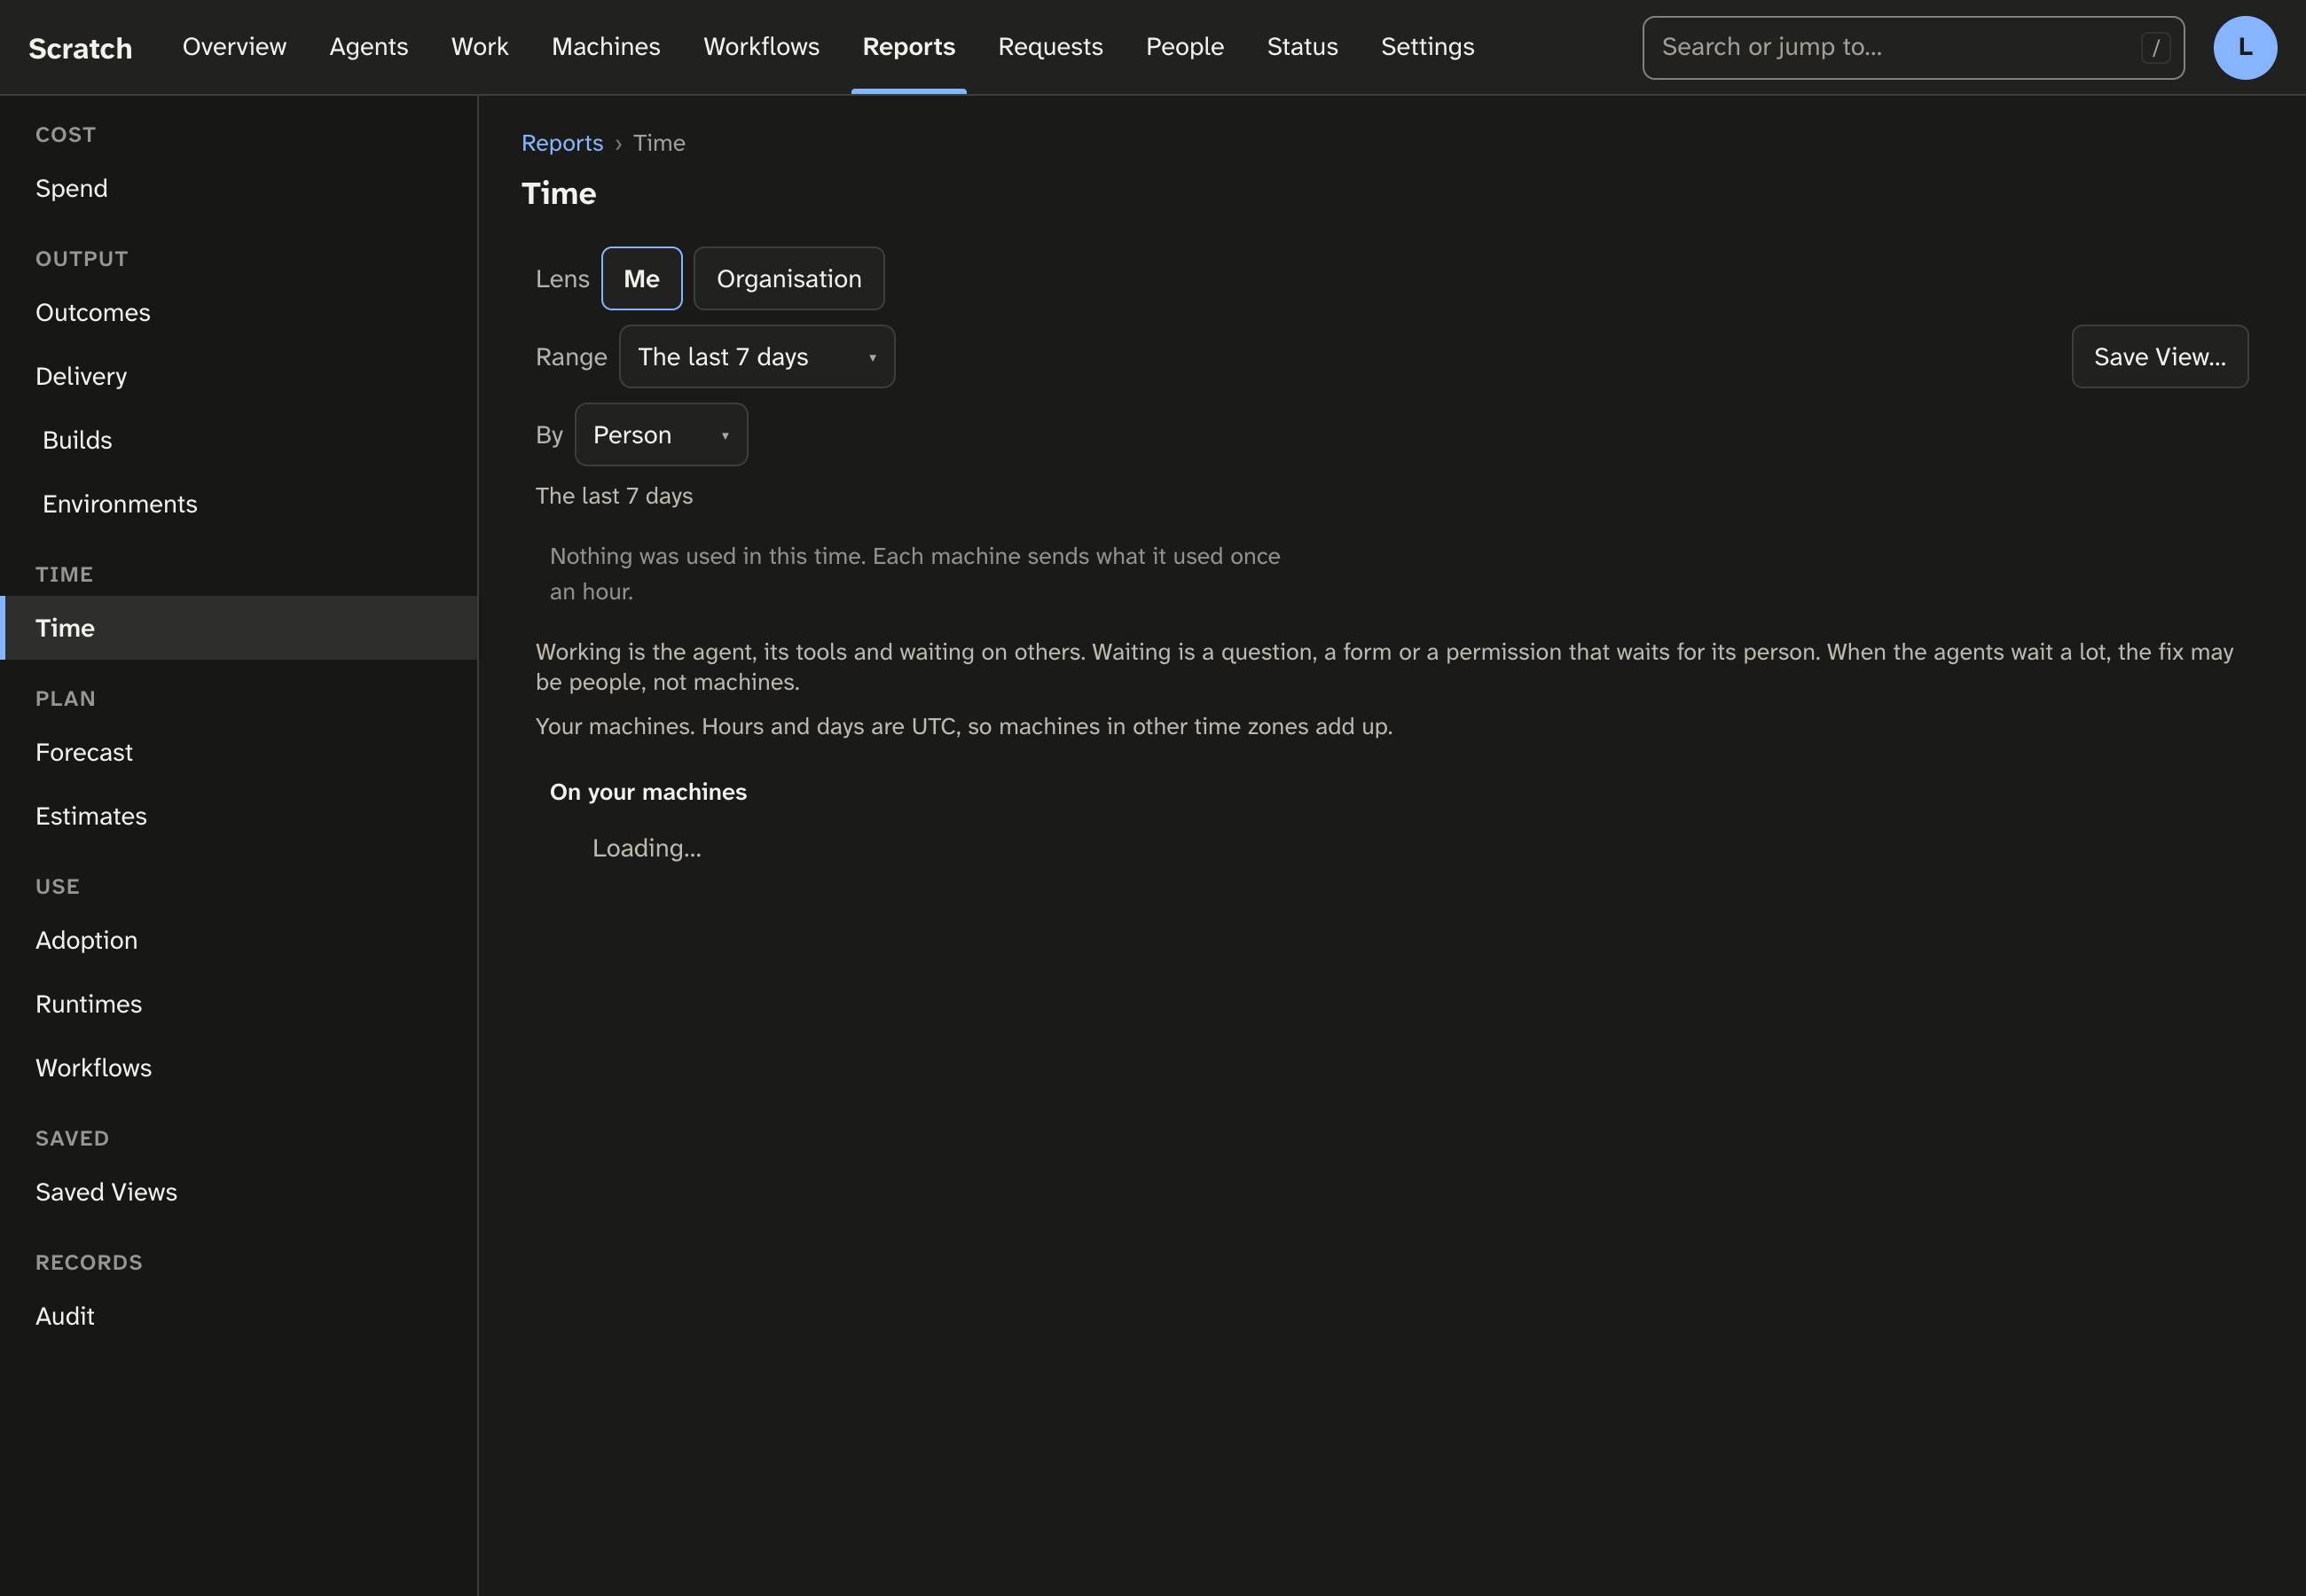 Scratch
Overview
Agents
Work
Machines
Workflows
Reports
Requests
People
Status
Settings
Search or jump to...
/
L
COST
Spend
OUTPUT
Outcomes
Delivery
Builds
Environments
TIME
Time
PLAN
Forecast
Estimates
USE
Adoption
Runtimes
Workflows
SAVED
Saved Views
RECORDS
Audit
Reports › Time
Time
Lens Me Organisation
Range The last 7 days
Save View...
By Person
The last 7 days
Nothing was used in this time. Each machine sends what it used once
an hour.
Working is the agent, its tools and waiting on others. Waiting is a question, a form or a permission that waits for its person. When the agents wait a lot, the fix may
be people, not machines.
Your machines. Hours and days are UTC, so machines in other time zones add up.
On your machines
Loading...